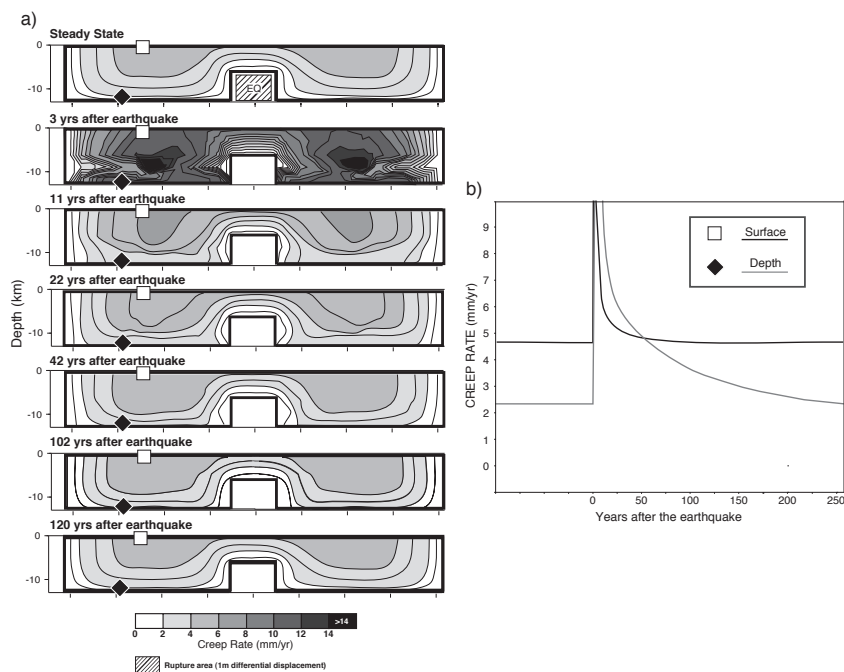 a)
Steady State
0
-10
EQ
3 yrs after earthquake
0
-10
11 yrs after earthquake
0
-10
22 yrs after earthquake
0
-10
42 yrs after earthquake
0
-10
102 yrs after earthquake
0
-10
120 yrs after earthquake
0
-10
Depth (km)
0 2 4 6 8 10 12 14 >14
Creep Rate (mm/yr)
Rupture area (1m differential displacement)
b)
9
8
7
6
5
4
3
2
1
0
CREEP RATE (mm/yr)
Surface
Depth
0 50 100 150 200 250
Years after the earthquake